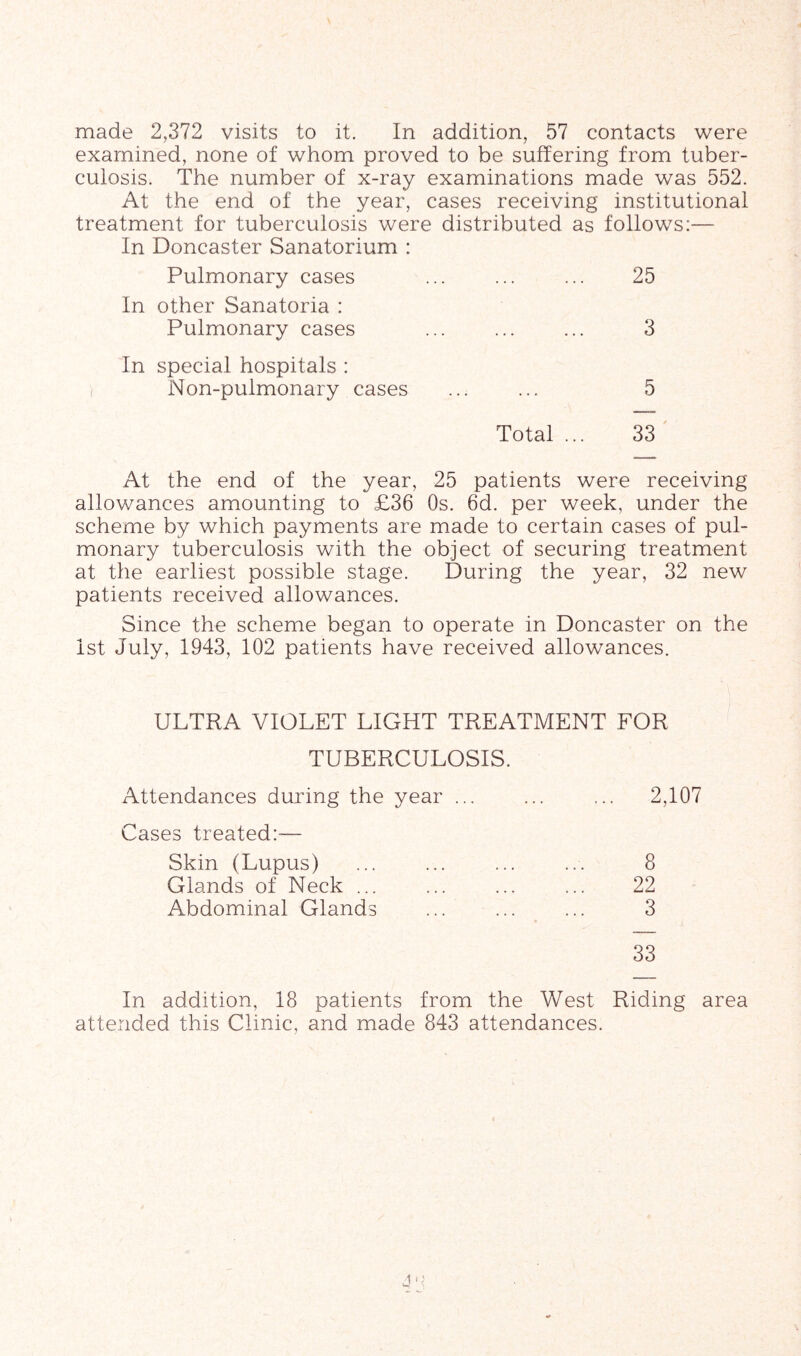 made 2,372 visits to it. In addition, 57 contacts were
examined, none of whom proved to be suffering from tuber-
culosis. The number of x-ray examinations made was 552.
At the end of the year, cases receiving institutional
treatment for tuberculosis were distributed as follows:—
In Doncaster Sanatorium :
Pulmonary cases ... ... ... 25
In other Sanatoria :
Pulmonary cases ... ... ... 3
In special hospitals :
Non-pulmonary cases ... ... 5
Total ... 33
At the end of the year, 25 patients were receiving
allowances amounting to £36 0s. 6d. per week, under the
scheme by which payments are made to certain cases of pul-
monary tuberculosis with the object of securing treatment
at the earliest possible stage. During the year, 32 new
patients received allowances.
Since the scheme began to operate in Doncaster on the
1st July, 1943, 102 patients have received allowances.
ULTRA VIOLET LIGHT TREATMENT FOR
TUBERCULOSIS.
Attendances during the year ... ... ... 2,107
Cases treated:—
Skin (Lupus) ... ... ... ... 8
Glands of Neck ... ... ... ... 22
Abdominal Glands ... ... ... 3
33
In addition, 18 patients from the West Riding area
attended this Clinic, and made 843 attendances.